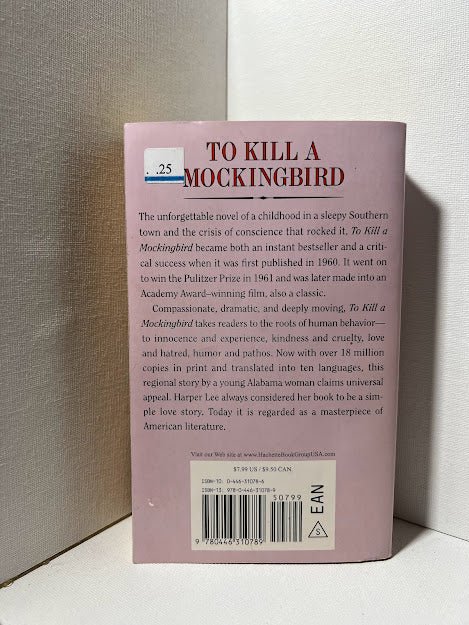 .25
TO KILL A
MOCKINGBIRD
The unforgettable novel of a childhood in a sleepy Southern
town and the crisis of conscience that rocked it, To Kill a
Mockingbird became both an instant bestseller and a criti-
cal success when it was first published in 1960. It went on
to win the Pulitzer Prize in 1961 and was later made into an
Academy Award–winning film, also a classic.
Compassionate, dramatic, and deeply moving, To Kill a
Mockingbird takes readers to the roots of human behavior—
to innocence and experience, kindness and cruelty, love
and hatred, humor and pathos. Now with over 18 million
copies in print and translated into ten languages, this
regional story by a young Alabama woman claims universal
appeal. Harper Lee always considered her book to be a sim-
ple love story. Today it is regarded as a masterpiece of
American literature.
Visit our Web site at www.HachetteBookGroupUSA.com
$7.99 US / $9.50 CAN.
ISBN-10: 0-446-31078-6
ISBN-13: 978-0-446-31078-9
50799
9 780446 310789
EAN
S